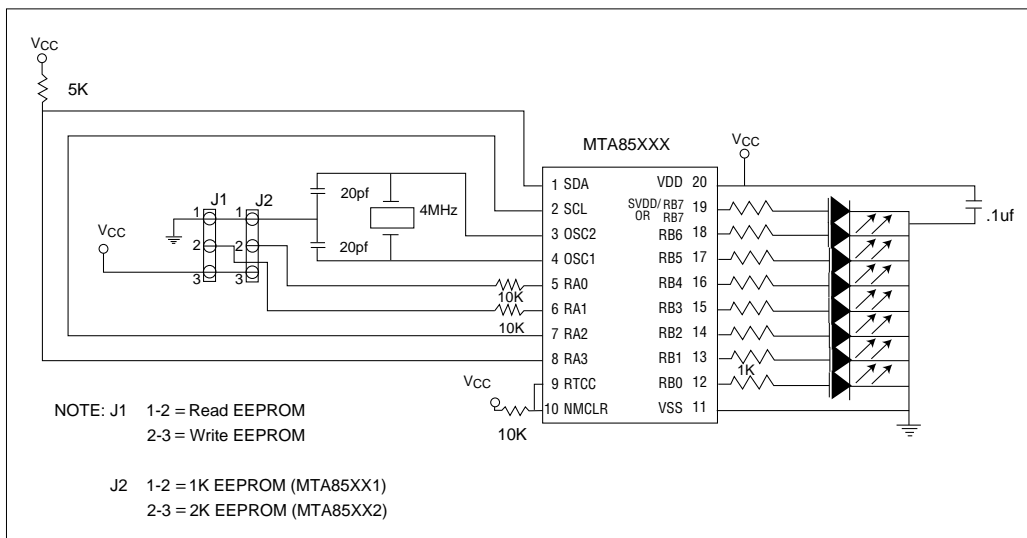 VCC
5K
MTA85XXX
VCC
J1
J2
1
1
2
2
3
3
VCC
20pf
20pf
4MHz
1 SDA
2 SCL
3 OSC2
4 OSC1
5 RA0
6 RA1
7 RA2
8 RA3
9 RTCC
10 NMCLR
VDD 20
SVDD/RB7 OR RB7 19
RB6 18
RB5 17
RB4 16
RB3 15
RB2 14
RB1 13
RB0 12
VSS 11
10K
10K
VCC
10K
1K
.1uf
NOTE: J1 1-2 = Read EEPROM
2-3 = Write EEPROM
J2 1-2 = 1K EEPROM (MTA85XX1)
2-3 = 2K EEPROM (MTA85XX2)